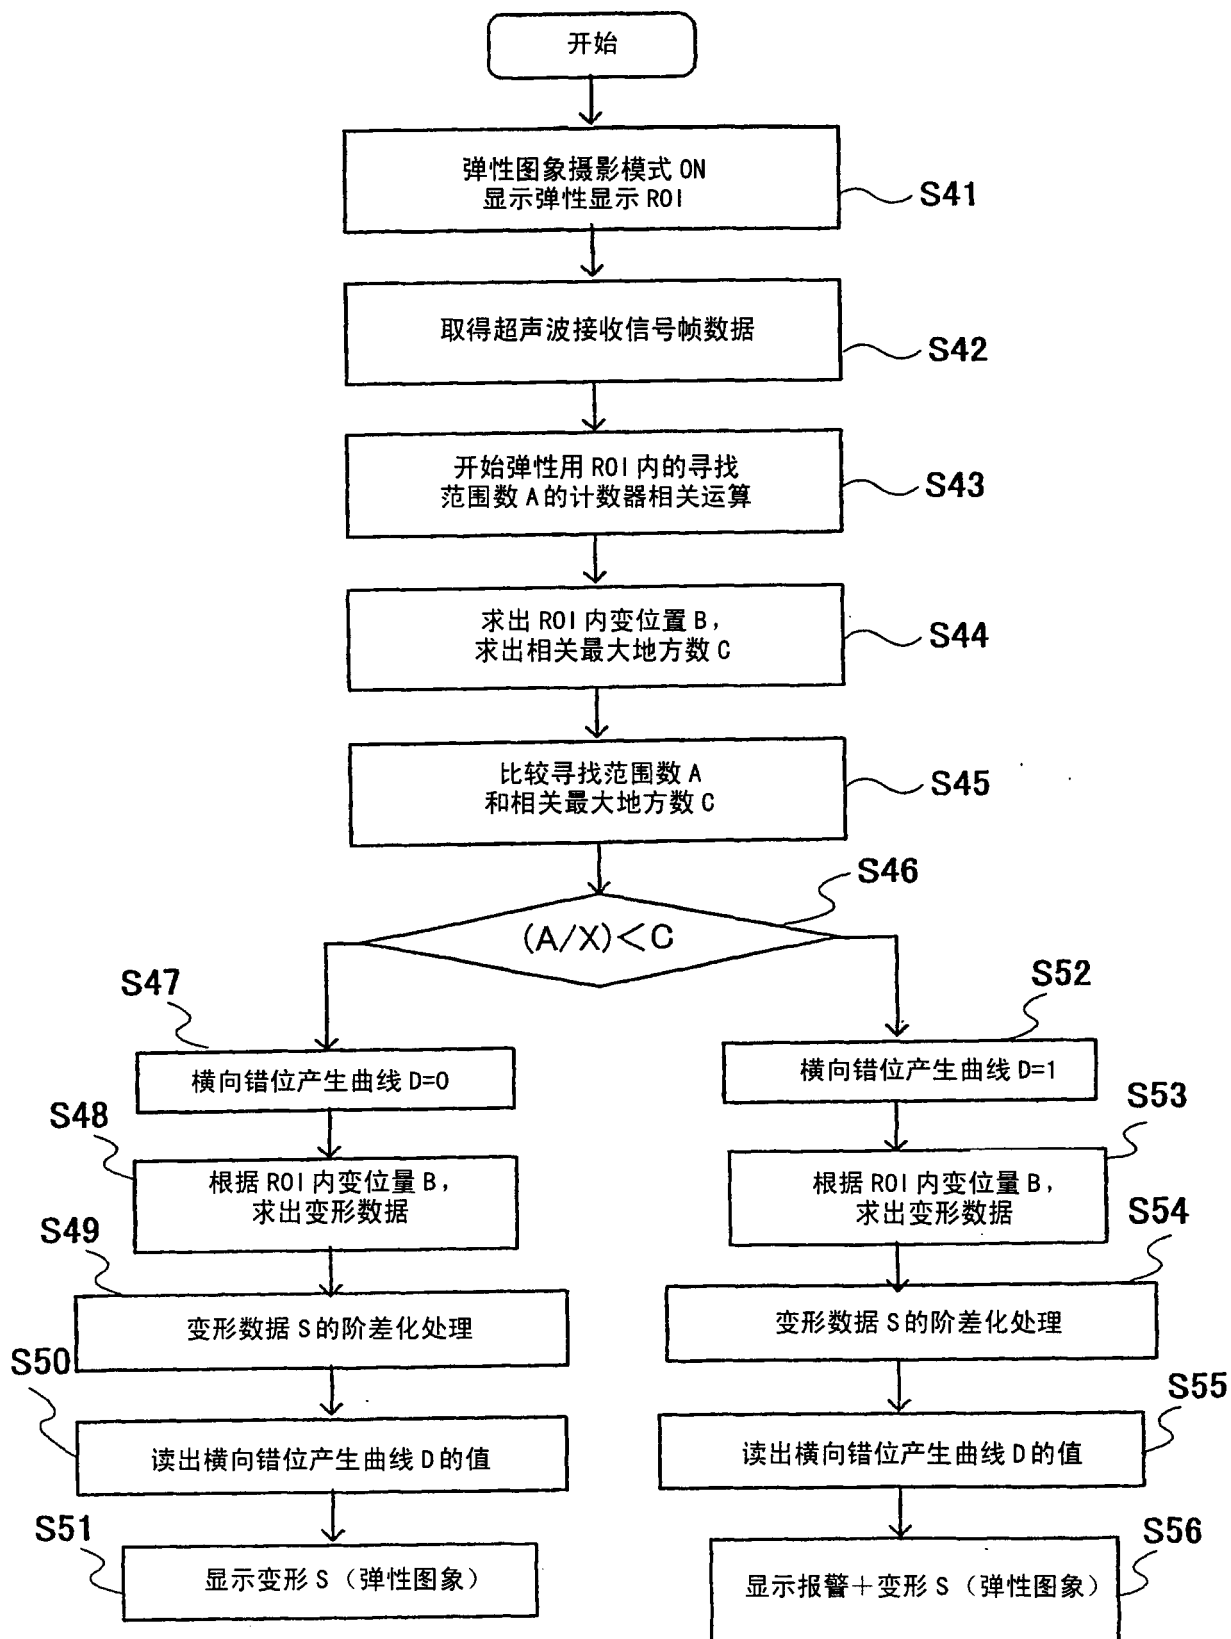 开始
弹性图象摄影模式 ON
显示弹性显示 ROI
S41
取得超声波接收信号帧数据
S42
开始弹性用 ROI 内的寻找
范围数 A 的计数器相关运算
S43
求出 ROI 内变位置 B，
求出相关最大地方数 C
S44
比较寻找范围数 A
和相关最大地方数 C
S45
S46
(A/X)＜C
S47
横向错位产生曲线 D=0
S48
根据 ROI 内变位量 B，
求出变形数据
S49
变形数据 S 的阶差化处理
S50
读出横向错位产生曲线 D 的值
S51
显示变形 S（弹性图象）
S52
横向错位产生曲线 D=1
S53
根据 ROI 内变位量 B，
求出变形数据
S54
变形数据 S 的阶差化处理
S55
读出横向错位产生曲线 D 的值
S56
显示报警＋变形 S（弹性图象）